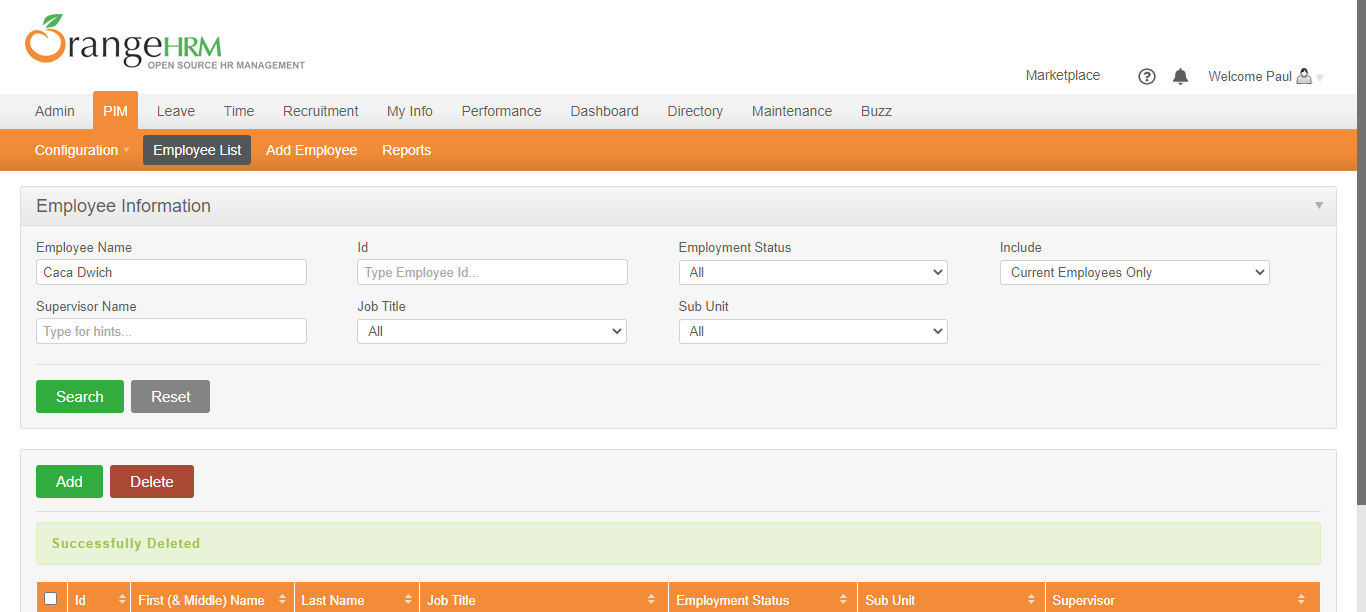 OrangeHRM
OPEN SOURCE HR MANAGEMENT
Marketplace
Welcome Paul
Admin PIM Leave Time Recruitment My Info Performance Dashboard Directory Maintenance Buzz
Configuration Employee List Add Employee Reports
Employee Information
Employee Name Id Employment Status Include
Caca Dwich Type Employee Id... All Current Employees Only
Supervisor Name Job Title Sub Unit
Type for hints... All All
Search Reset
Add Delete
Successfully Deleted
Id First (& Middle) Name Last Name Job Title Employment Status Sub Unit Supervisor